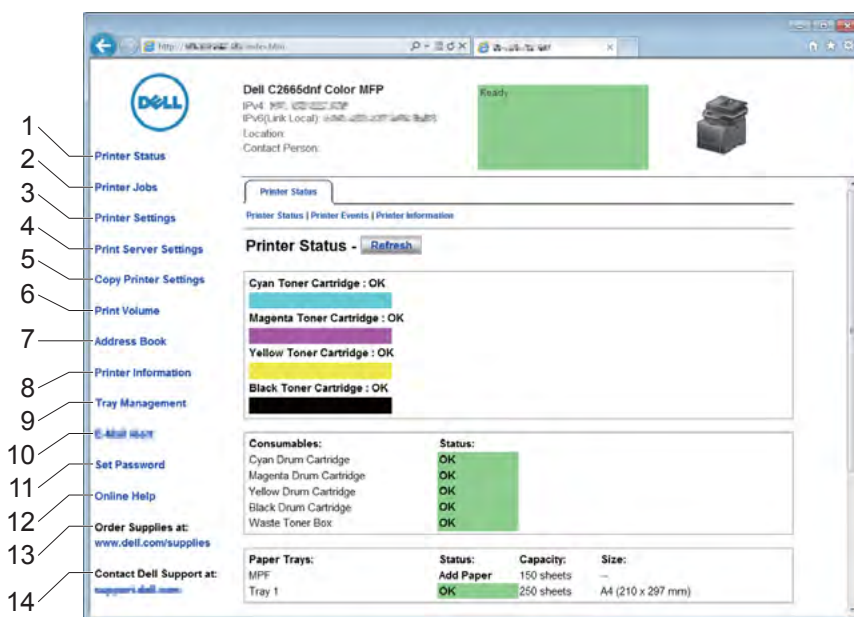 http://
DELL
Dell C2665dnf Color MFP
IPv4:
IPv6(Link Local):
Location:
Contact Person:
Ready
1
Printer Status
2
Printer Jobs
3
Printer Settings
4
Print Server Settings
5
Copy Printer Settings
6
Print Volume
7
Address Book
8
Printer Information
9
Tray Management
10
E-Mail Alert
11
Set Password
12
Online Help
13
Order Supplies at:
www.dell.com/supplies
14
Contact Dell Support at:
support.dell.com
Printer Status
Printer Status | Printer Events | Printer Information
Printer Status - Refresh
Cyan Toner Cartridge : OK
Magenta Toner Cartridge : OK
Yellow Toner Cartridge : OK
Black Toner Cartridge : OK
Consumables: Status:
Cyan Drum Cartridge OK
Magenta Drum Cartridge OK
Yellow Drum Cartridge OK
Black Drum Cartridge OK
Waste Toner Box OK
Paper Trays: Status: Capacity: Size:
MPF Add Paper 150 sheets --
Tray 1 OK 250 sheets A4 (210 x 297 mm)